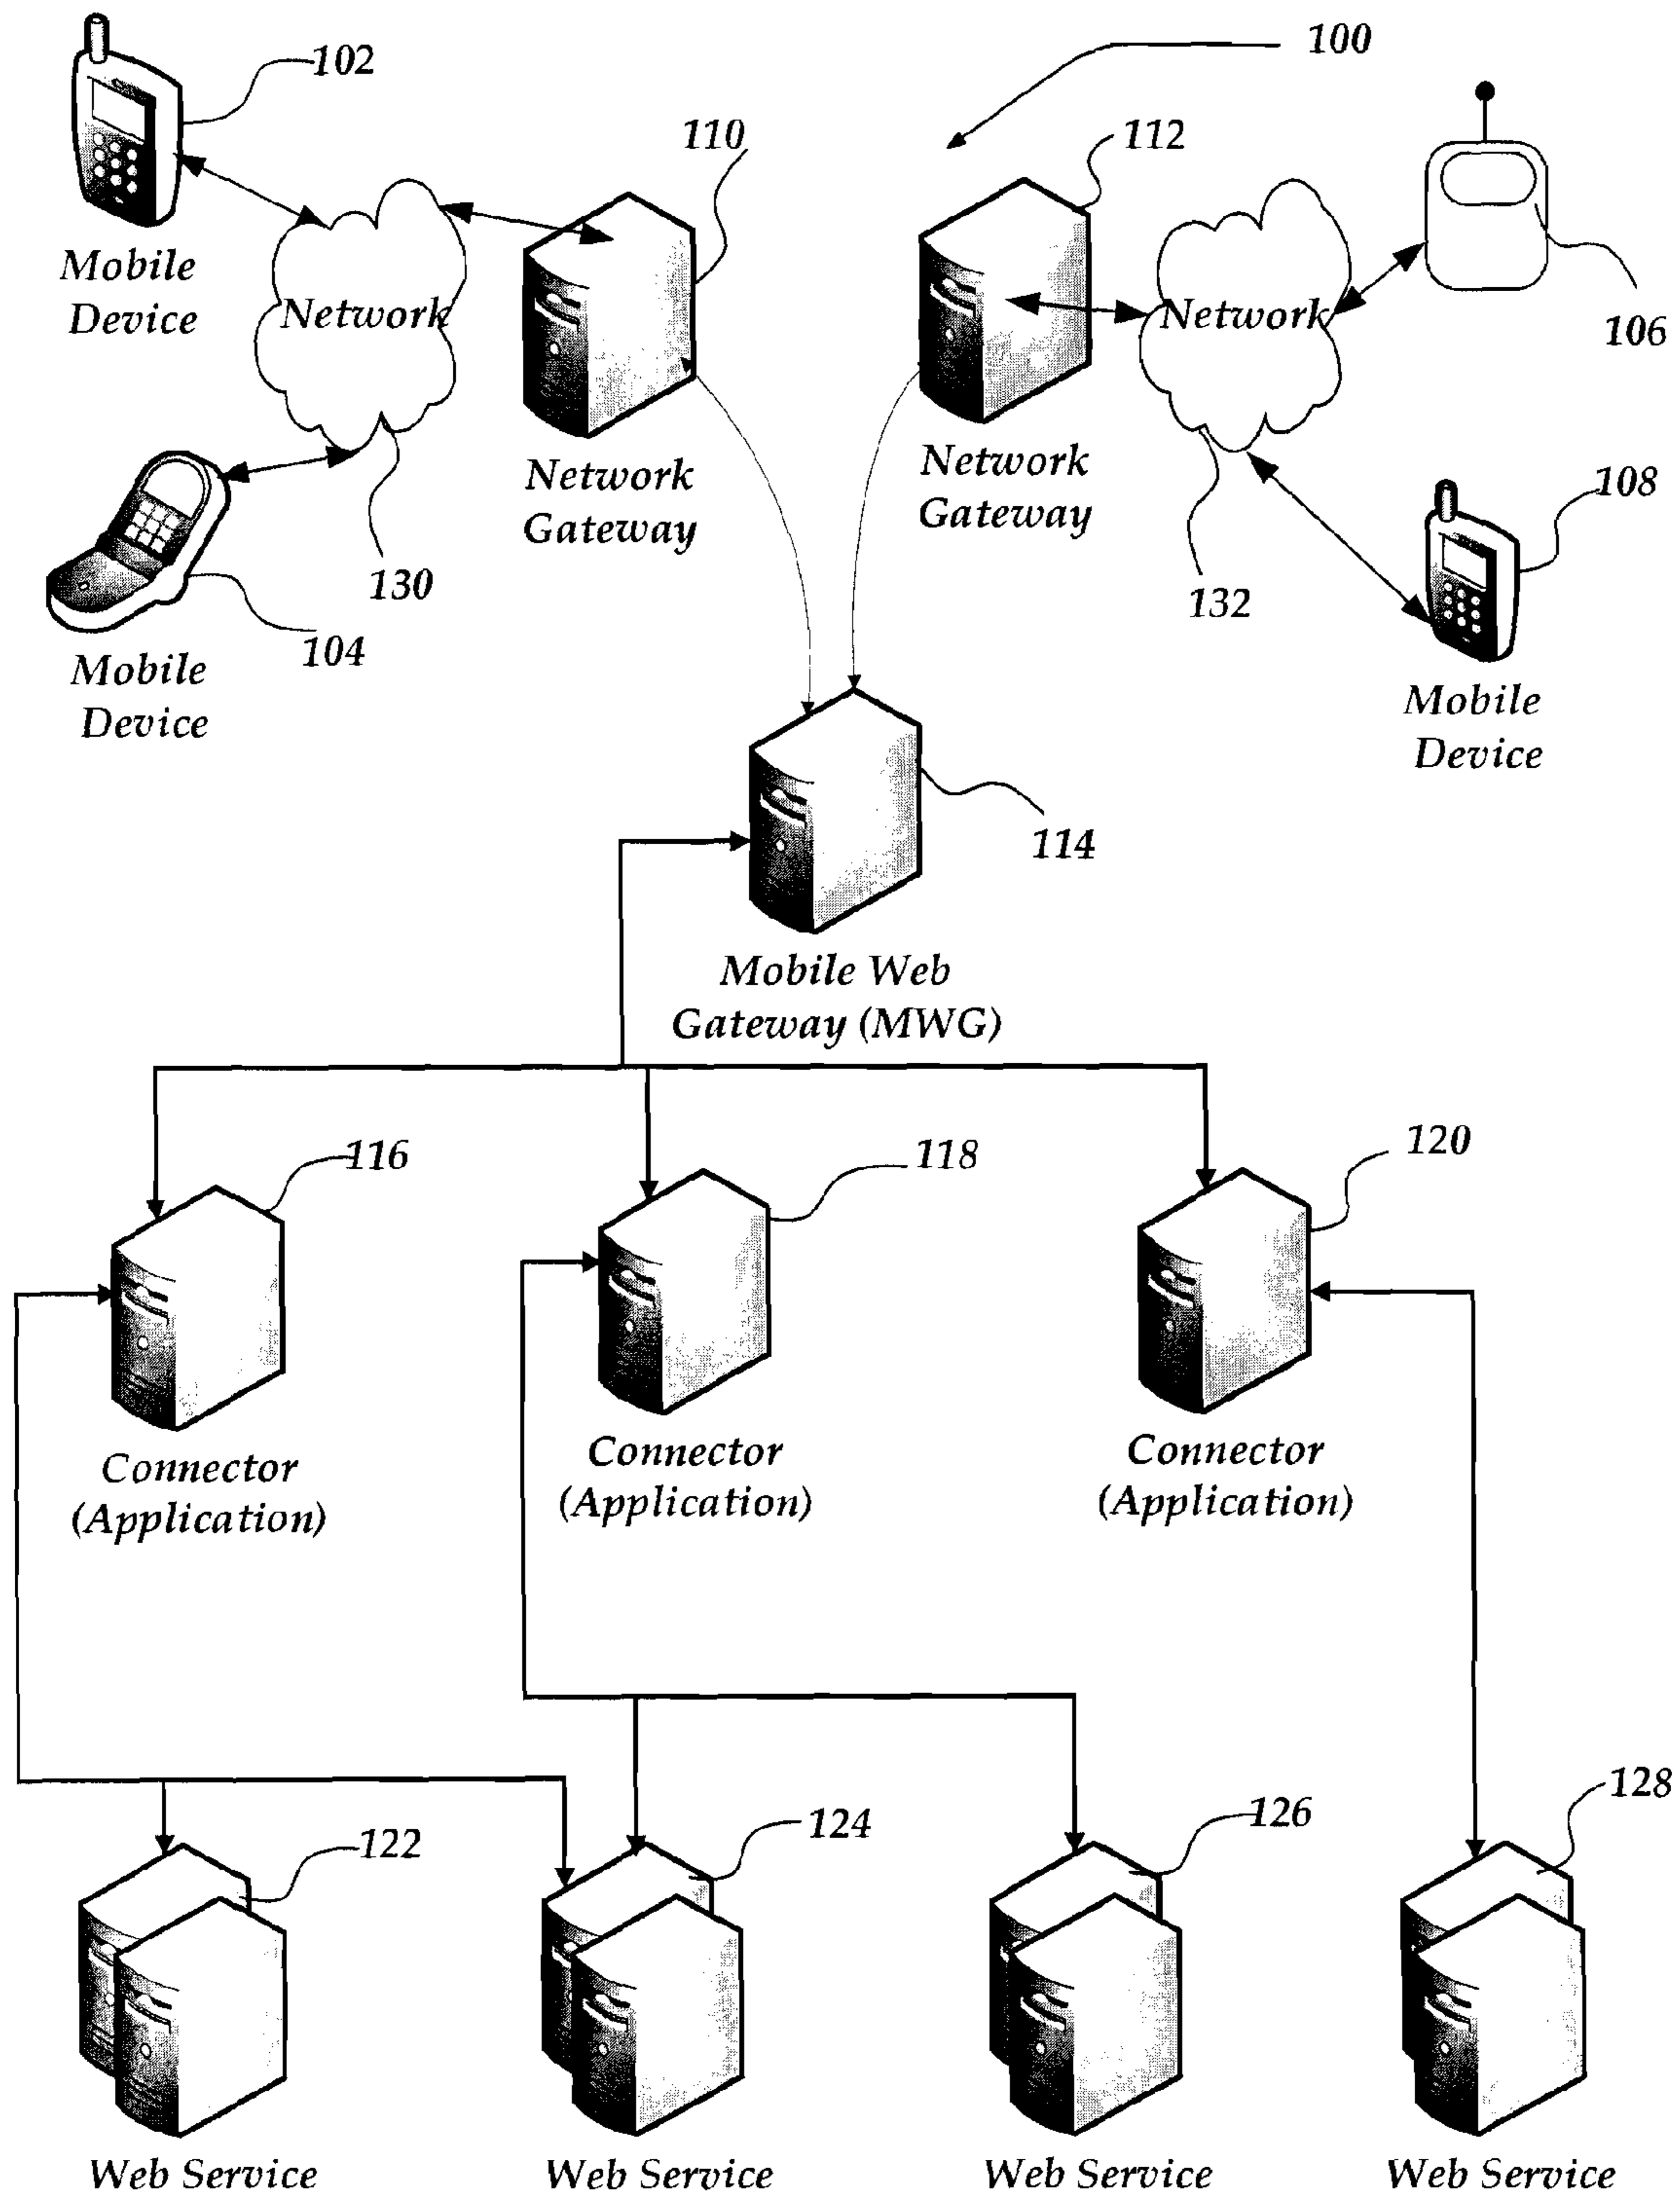 100
102
110
112
Mobile
Device
Network
Network
106
Network
Gateway
Network
Gateway
108
130
132
104
Mobile
Device
Mobile
Device
114
Mobile Web
Gateway (MWG)
116
118
120
Connector
(Application)
Connector
(Application)
Connector
(Application)
122
124
126
128
Web Service
Web Service
Web Service
Web Service